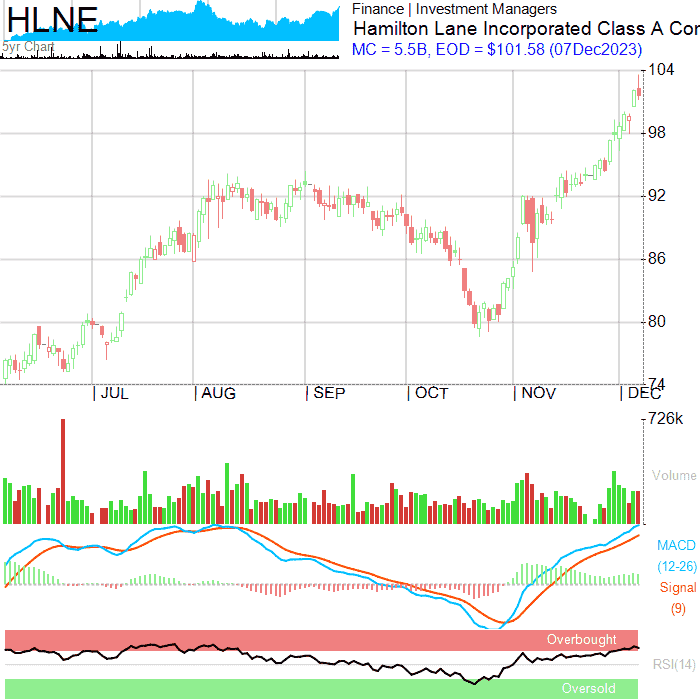 HLNE
5yr Chart
Finance | Investment Managers
Hamilton Lane Incorporated Class A Cor
MC = 5.5B, EOD = $101.58 (07Dec2023)
104
98
92
86
80
74
JUL AUG SEP OCT NOV DEC
726k
Volume
MACD
(12-26)
Signal
(9)
Overbought
RSI(14)
Oversold